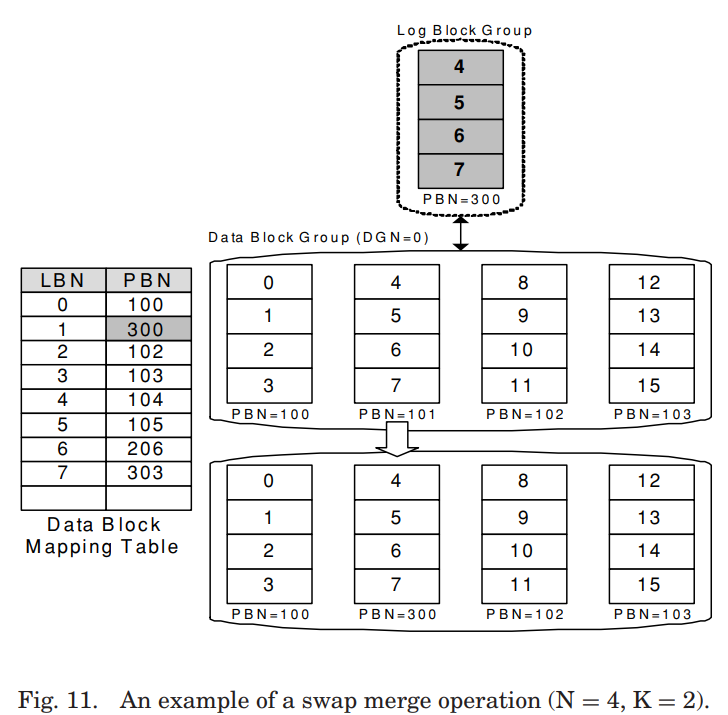 Log Block Group
4
5
6
7
PBN=300
Data Block Group (DGN=0)
LBN PBN
0 100
1 300
2 102
3 103
4 104
5 105
6 206
7 303
Data Block
Mapping Table
0 4 8 12
1 5 9 13
2 6 10 14
3 7 11 15
PBN=100 PBN=101 PBN=102 PBN=103
0 4 8 12
1 5 9 13
2 6 10 14
3 7 11 15
PBN=100 PBN=300 PBN=102 PBN=103
Fig. 11. An example of a swap merge operation (N = 4, K = 2).